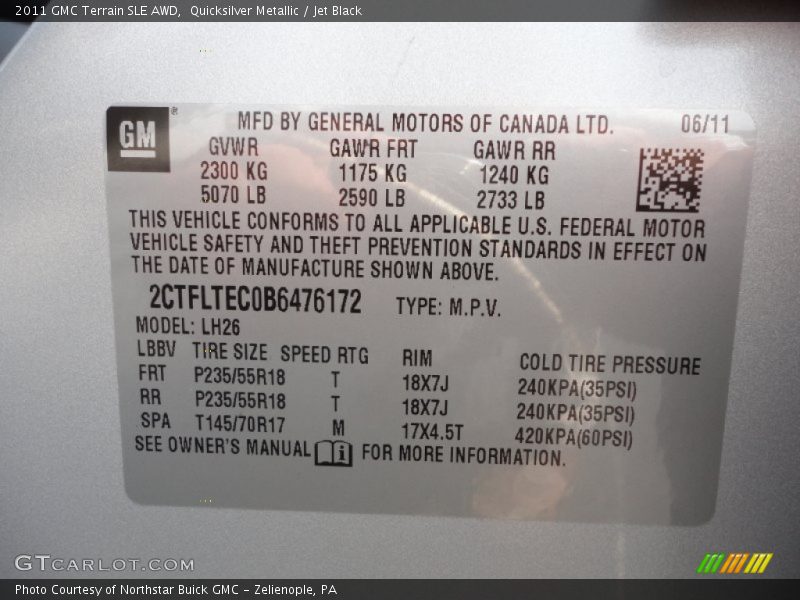 2011 GMC Terrain SLE AWD, Quicksilver Metallic / Jet Black
GM®
MFD BY GENERAL MOTORS OF CANADA LTD. 06/11
GVWR GAWR FRT GAWR RR
2300 KG 1175 KG 1240 KG
5070 LB 2590 LB 2733 LB
THIS VEHICLE CONFORMS TO ALL APPLICABLE U.S. FEDERAL MOTOR
VEHICLE SAFETY AND THEFT PREVENTION STANDARDS IN EFFECT ON
THE DATE OF MANUFACTURE SHOWN ABOVE.
2CTFLTEC0B6476172 TYPE: M.P.V.
MODEL: LH26
LBBV TIRE SIZE SPEED RTG RIM COLD TIRE PRESSURE
FRT P235/55R18 T 18X7J 240KPA(35PSI)
RR P235/55R18 T 18X7J 240KPA(35PSI)
SPA T145/70R17 M 17X4.5T 420KPA(60PSI)
SEE OWNER'S MANUAL i FOR MORE INFORMATION.
GTCARLOT.COM
Photo Courtesy of Northstar Buick GMC - Zelienople, PA